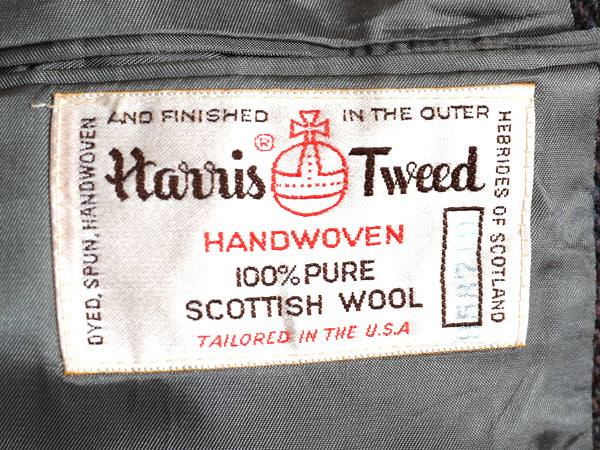 DYED, SPUN, HANDWOVEN
AND FINISHED
IN THE OUTER
HEBRIDES OF SCOTLAND
Harris® Tweed
HANDWOVEN
100% PURE
SCOTTISH WOOL
TAILORED IN THE U.S.A